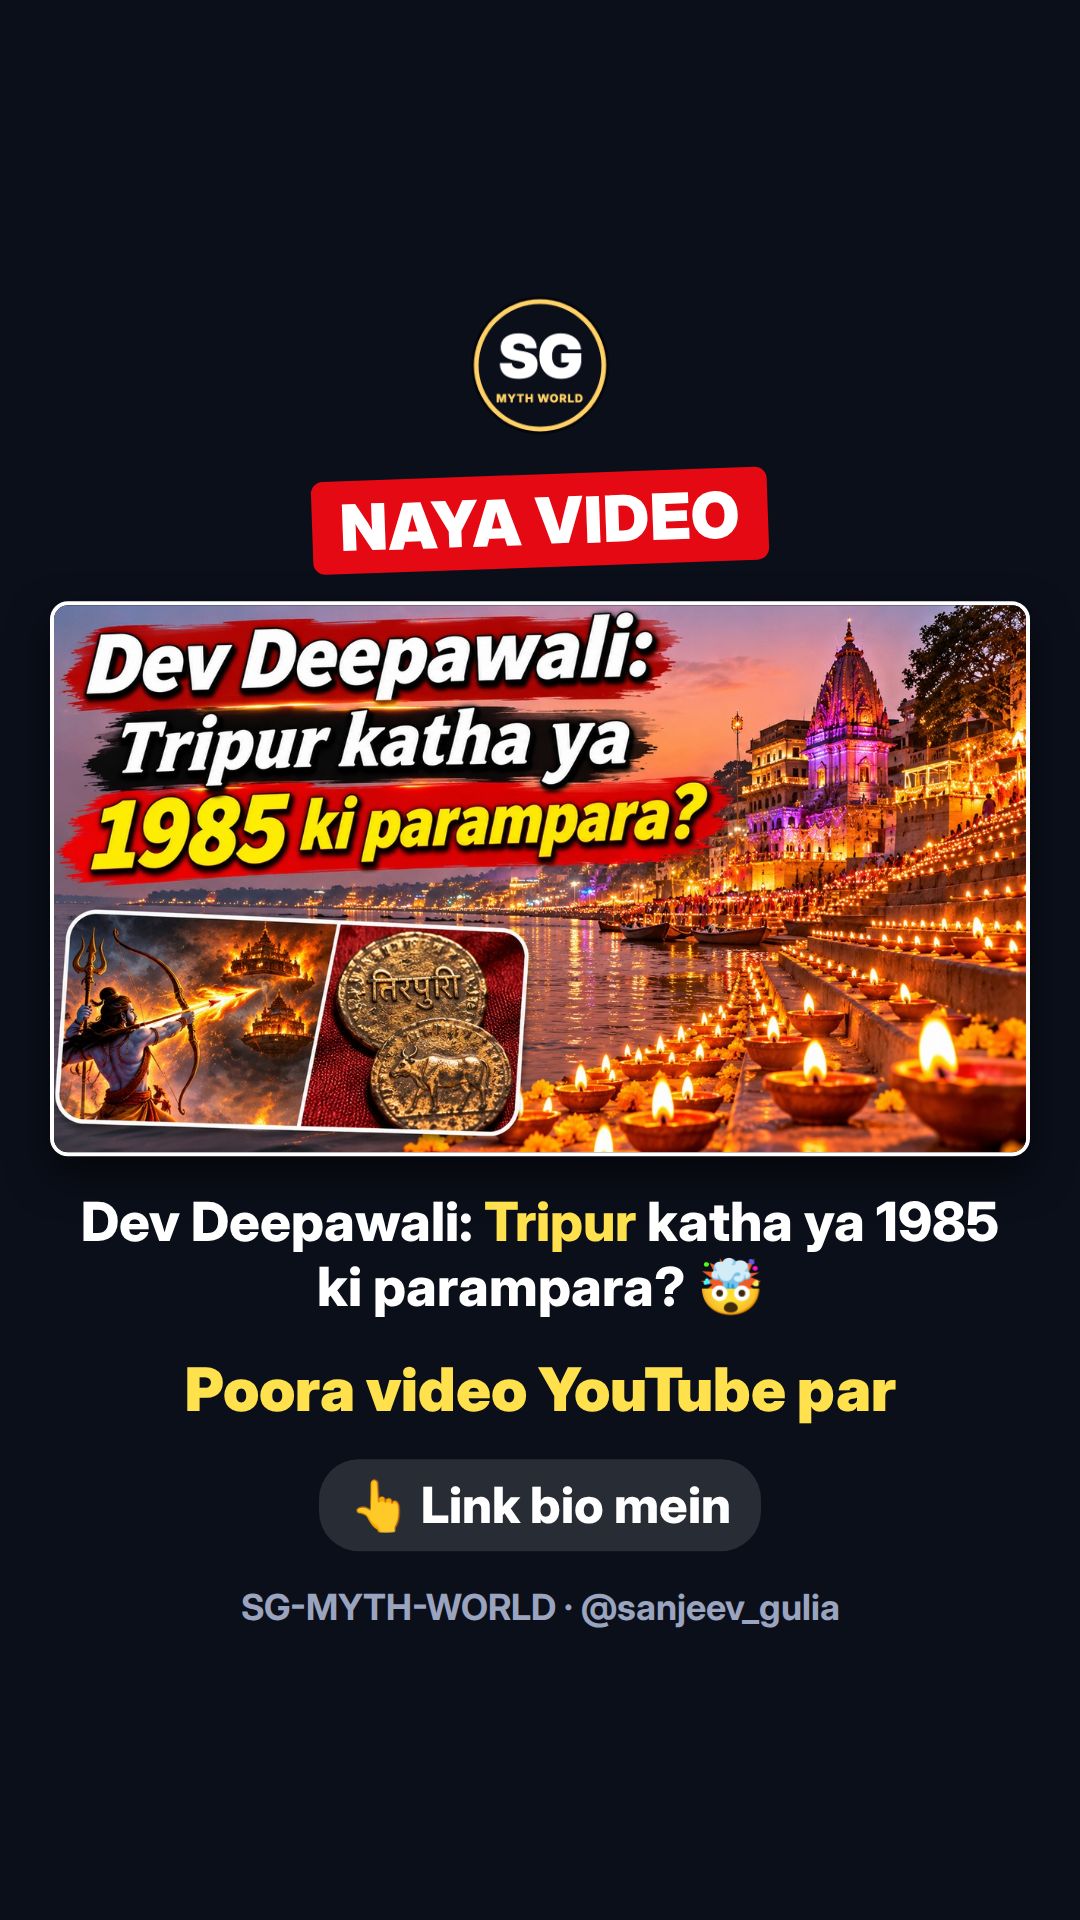 SG
MYTH WORLD
NAYA VIDEO
Dev Deepawali:
Tripur katha ya
1985 ki parampara?
तिरपुरि
Dev Deepawali: Tripur katha ya 1985
ki parampara? 🤯
Poora video YouTube par
👆 Link bio mein
SG-MYTH-WORLD · @sanjeev_gulia